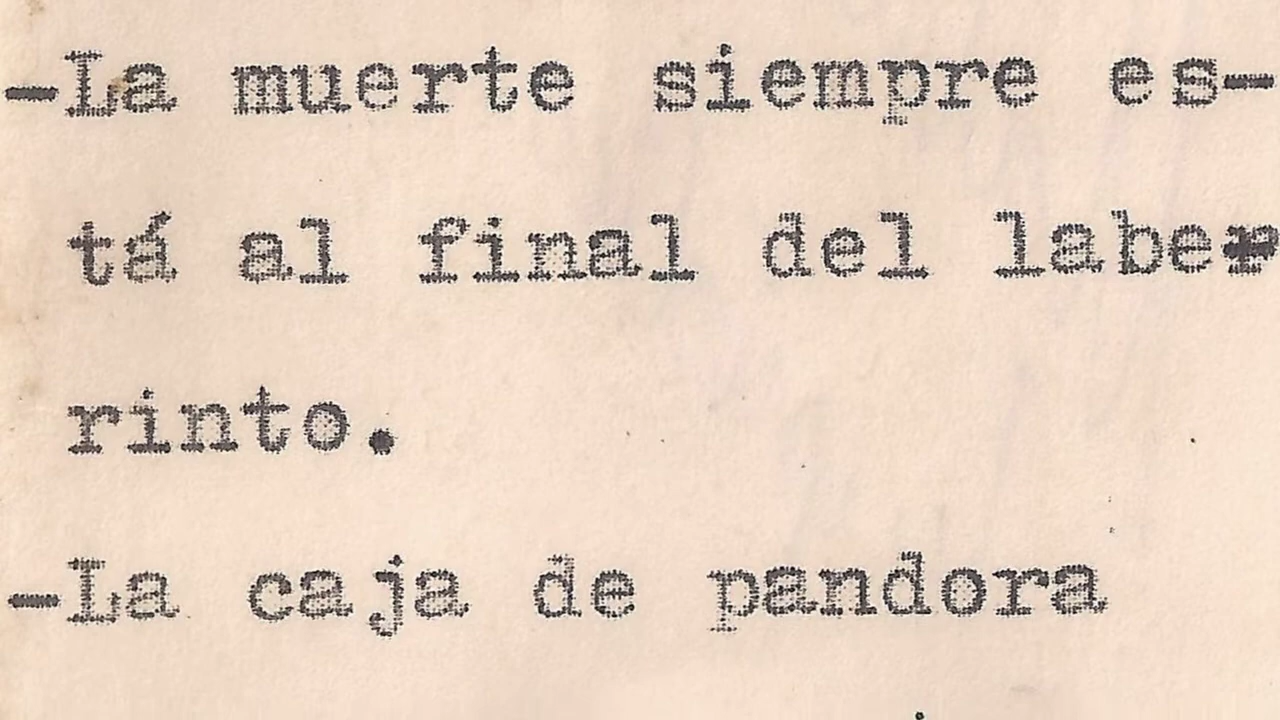 -La muerte siempre es-
tá al final del labe-
rinto.
-La caja de pandora